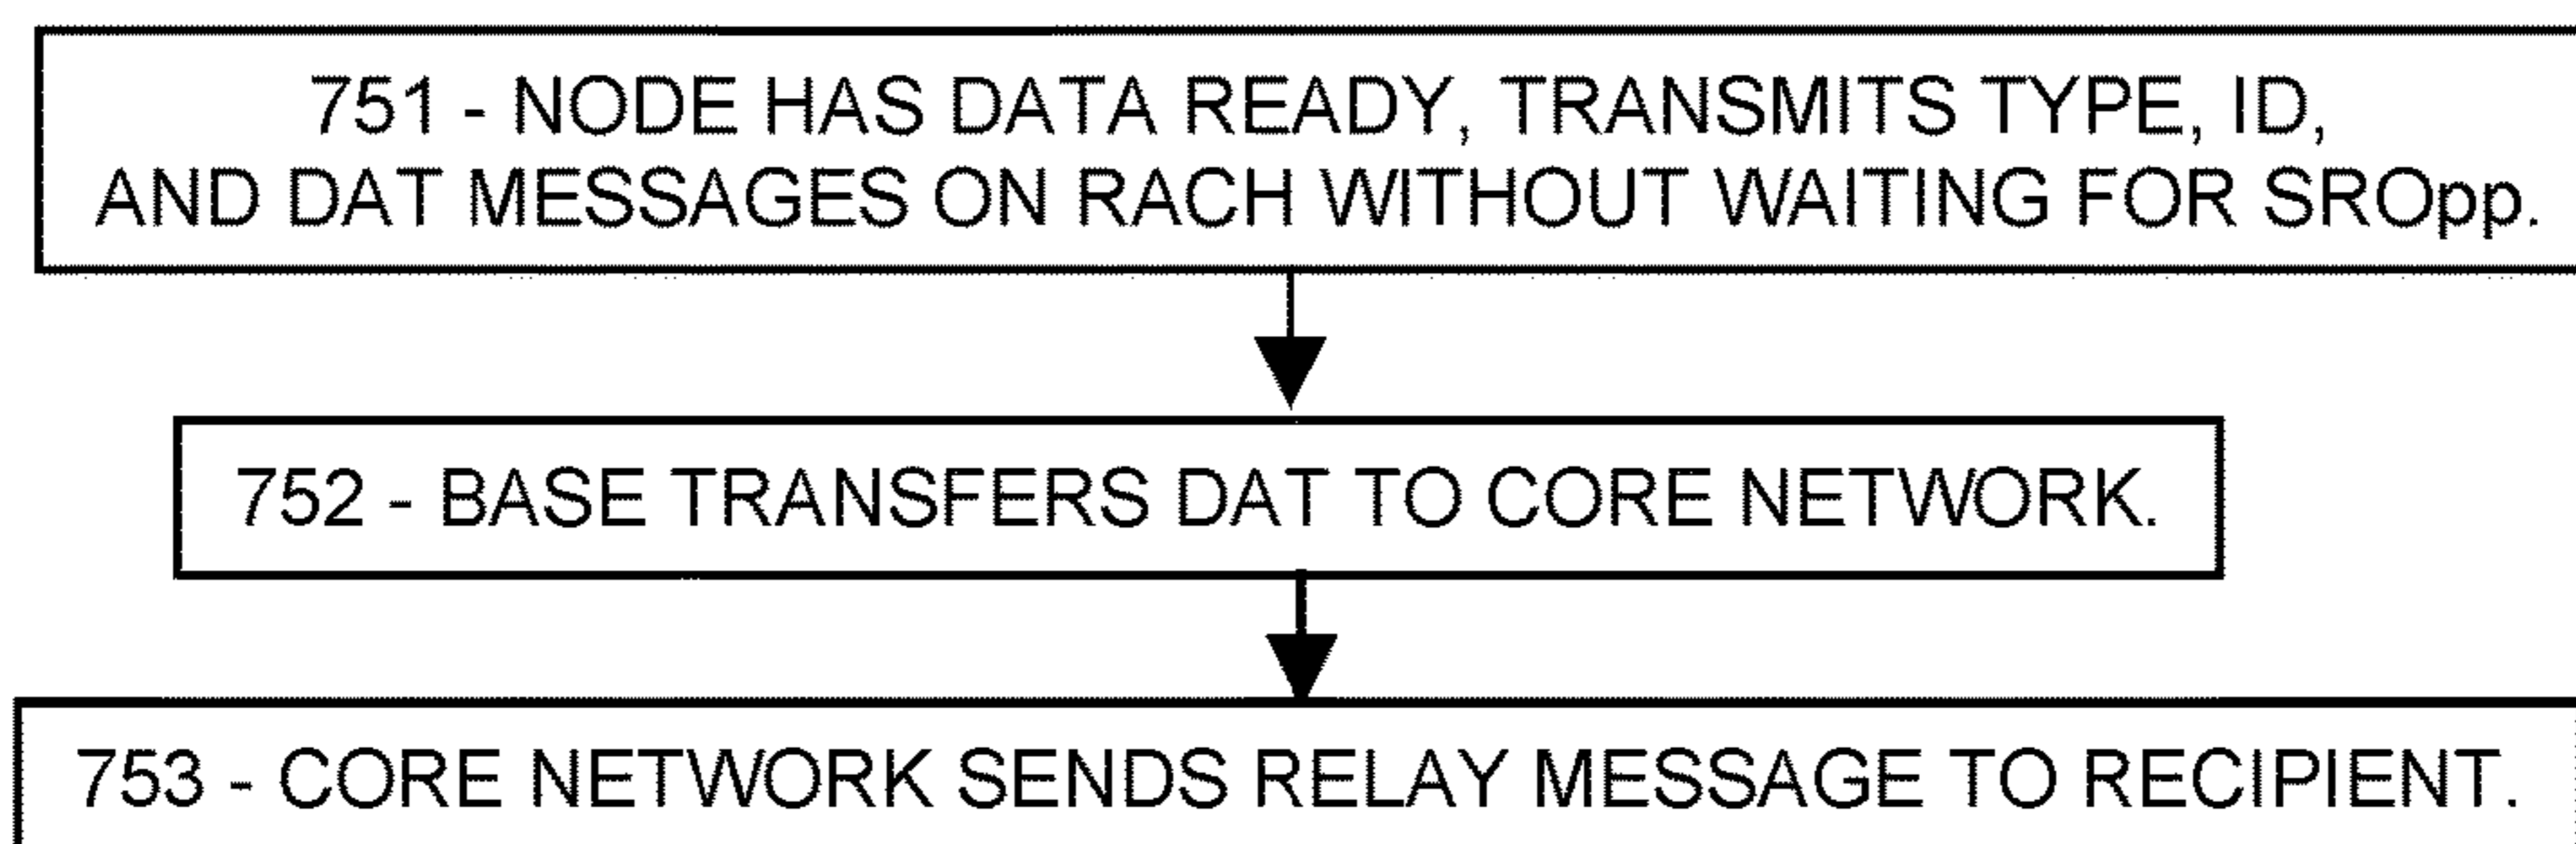 751 - NODE HAS DATA READY, TRANSMITS TYPE, ID,
AND DAT MESSAGES ON RACH WITHOUT WAITING FOR SROpp.
752 - BASE TRANSFERS DAT TO CORE NETWORK.
753 - CORE NETWORK SENDS RELAY MESSAGE TO RECIPIENT.